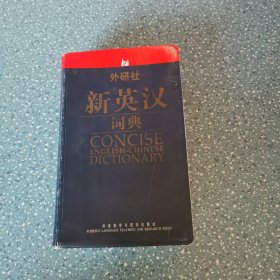 外研社
新英汉
词典
CONCISE
ENGLISH-CHINESE
DICTIONARY
外语教学与研究出版社
FOREIGN LANGUAGE TEACHING AND RESEARCH PRESS